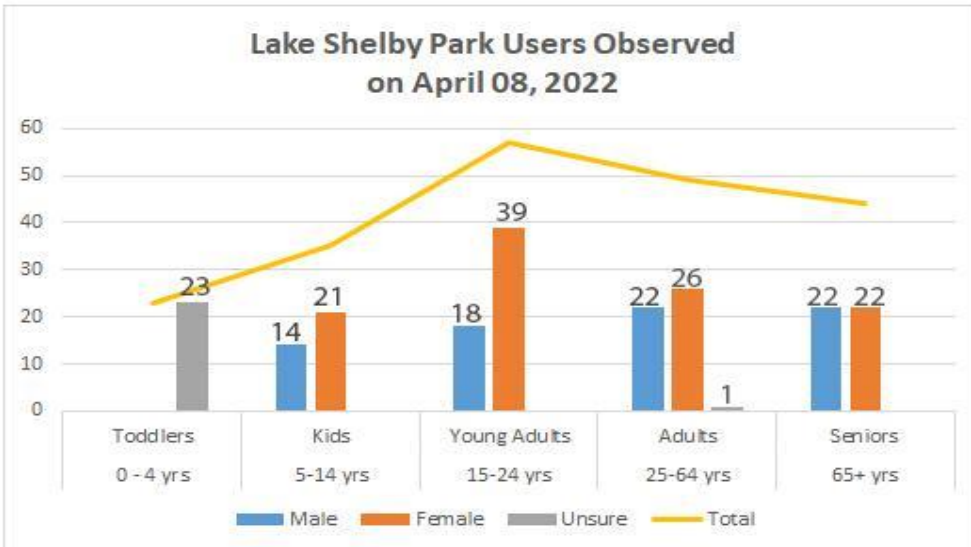 Lake Shelby Park Users Observed
on April 08, 2022
60
50
40
30
20
10
0
23
14
21
18
39
22
26
1
22
22
Toddlers
Kids
Young Adults
Adults
Seniors
0 - 4 yrs
5-14 yrs
15-24 yrs
25-64 yrs
65+ yrs
Male
Female
Unsure
Total